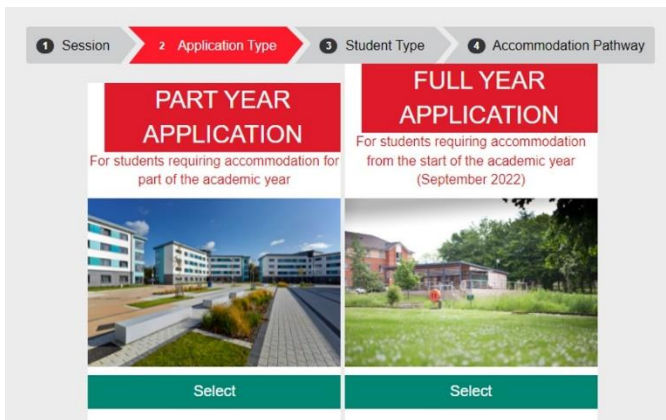 1 Session 2 Application Type 3 Student Type 4 Accommodation Pathway
PART YEAR
APPLICATION
For students requiring accommodation for
part of the academic year
Select
FULL YEAR
APPLICATION
For students requiring accommodation
from the start of the academic year
(September 2022)
Select